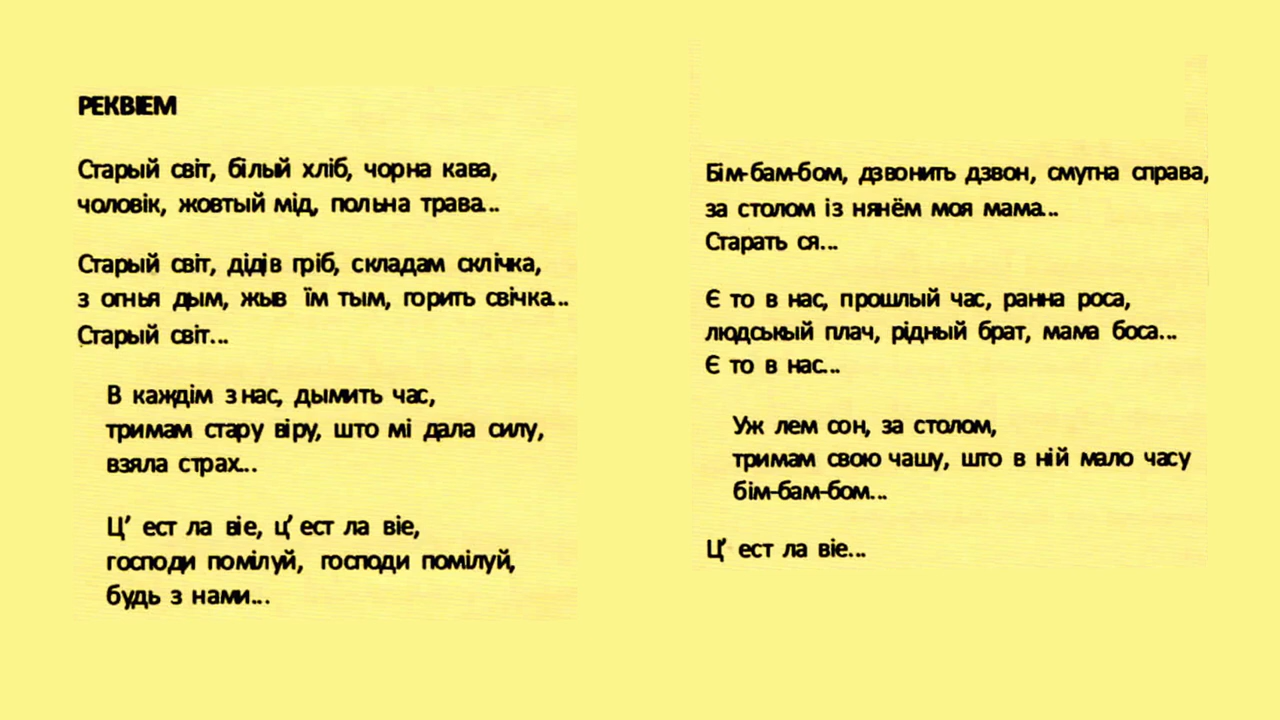 РЕКВІЕМ
Старый світ, білый хліб, чорна кава,
чоловік, жовтый мід, польна трава...
Старый світ, дідів гріб, складам склічка,
з огнья дым, жыв їм тым, горить свічка...
Старый світ...
В каждім з нас, дымить час,
тримам стару віру, што мі дала силу,
взяла страх...
Ц’ ест ла віе, ц’ ест ла віе,
господи помілуй, господи помілуй,
будь з нами...
Бім-бам-бом, дзвонить дзвон, смутна справа,
за столом із нянём моя мама...
Старать ся...
Є то в нас, прошлый час, ранна роса,
людськый плач, рідный брат, мама боса...
Є то в нас...
Уж лем сон, за столом,
тримам свою чашу, што в ній мало часу
бім-бам-бом...
Ц’ ест ла віе...